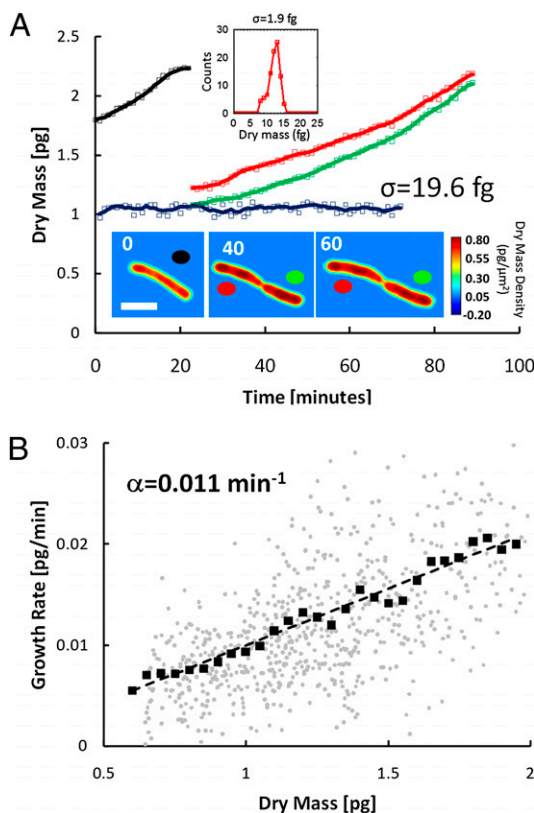 A
σ=1.9 fg
Counts
30
20
10
0
0 5 10 15 20 25
Dry mass (fg)
Dry Mass [pg]
2.5
2
1.5
1
0.5
0
σ=19.6 fg
0
40
60
0.80
0.55
0.30
0.05
-0.20
Dry Mass Density
(pg/µm²)
0 20 40 60 80 100
Time [minutes]
B
α=0.011 min⁻¹
Growth Rate [pg/min]
0.03
0.02
0.01
0
0.5 1 1.5 2
Dry Mass [pg]